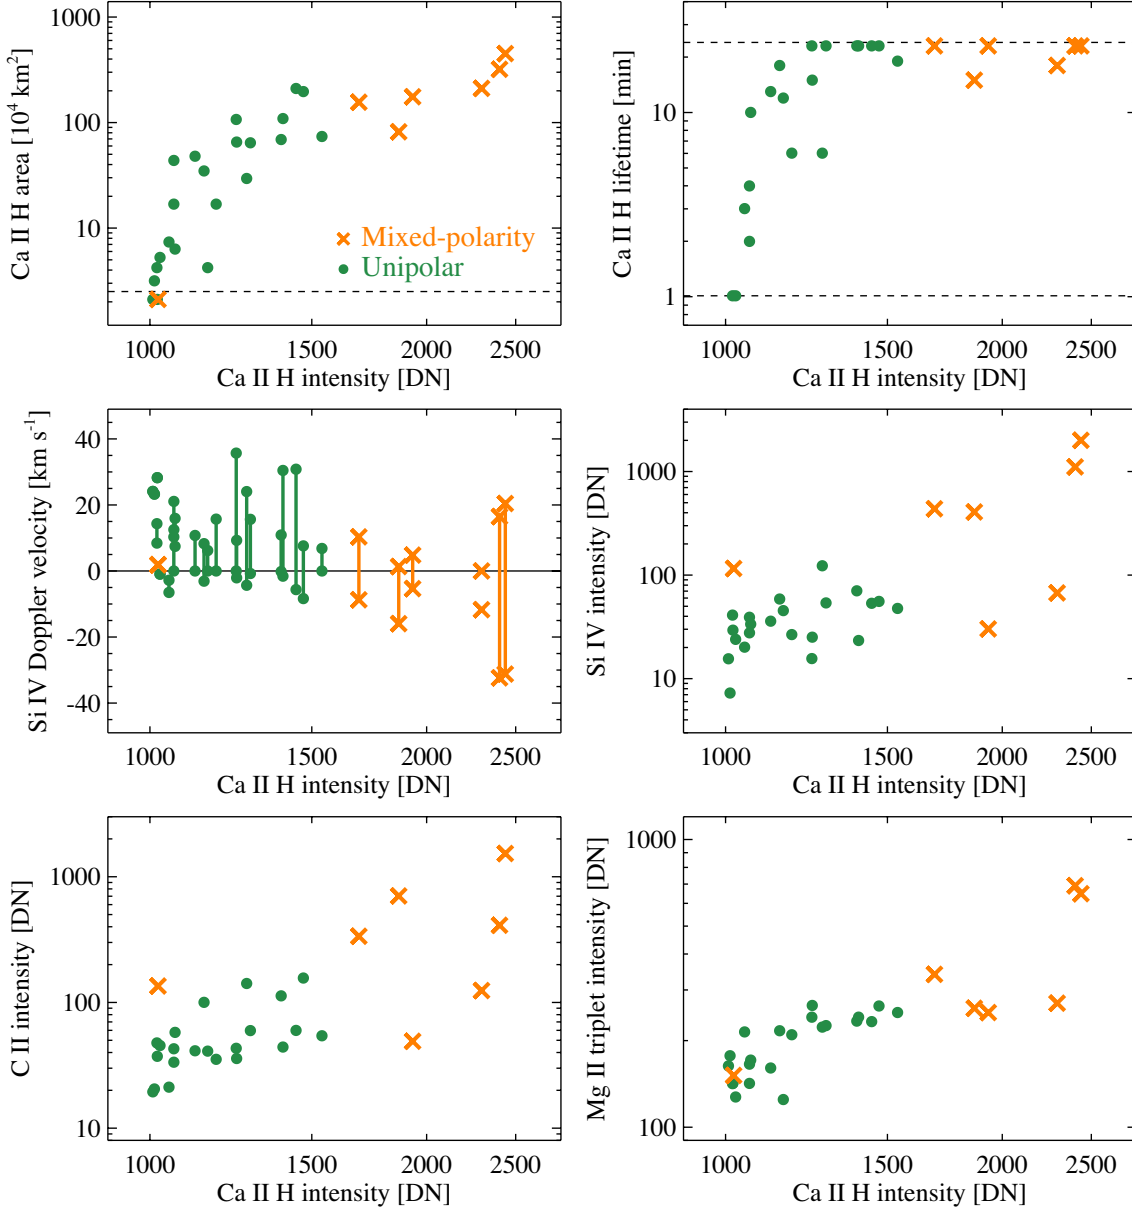 1000
100
10
Ca II H area [10⁴ km²]
Mixed-polarity
Unipolar
1000 1500 2000 2500
Ca II H intensity [DN]
10
1
Ca II H lifetime [min]
1000 1500 2000 2500
Ca II H intensity [DN]
40
20
0
-20
-40
Si IV Doppler velocity [km s⁻¹]
1000 1500 2000 2500
Ca II H intensity [DN]
1000
100
10
Si IV intensity [DN]
1000 1500 2000 2500
Ca II H intensity [DN]
1000
100
10
C II intensity [DN]
1000 1500 2000 2500
Ca II H intensity [DN]
1000
100
Mg II triplet intensity [DN]
1000 1500 2000 2500
Ca II H intensity [DN]